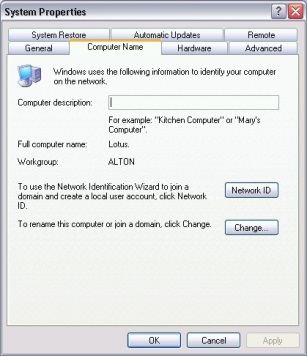 System Properties
System Restore Automatic Updates Remote
General Computer Name Hardware Advanced
Windows uses the following information to identify your computer
on the network.
Computer description:
For example: "Kitchen Computer" or "Mary's
Computer".
Full computer name: Lotus.
Workgroup: ALTON
To use the Network Identification Wizard to join a
domain and create a local user account, click Network
ID.
Network ID
To rename this computer or join a domain, click Change.
Change...
OK Cancel Apply